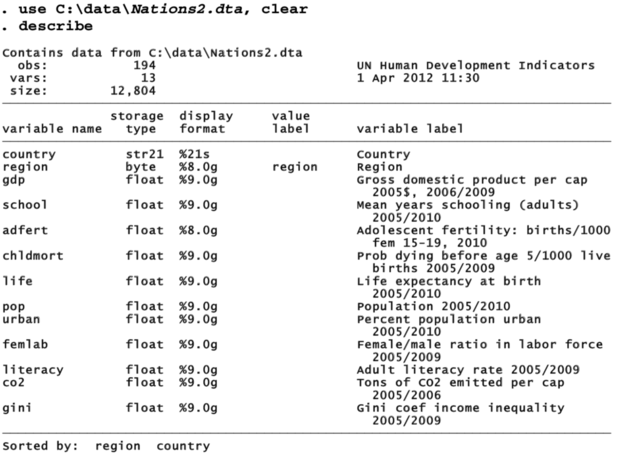 . use C:\data\Nations2.dta, clear
. describe
Contains data from C:\data\Nations2.dta
obs: 194 UN Human Development Indicators
vars: 13 1 Apr 2012 11:30
size: 12,804
storage display value
variable name type format label variable label
country str21 %21s Country
region byte %8.0g region Region
gdp float %9.0g Gross domestic product per cap
2005$, 2006/2009
school float %9.0g Mean years schooling (adults)
2005/2010
adfert float %8.0g Adolescent fertility: births/1000
fem 15-19, 2010
chldmort float %9.0g Prob dying before age 5/1000 live
births 2005/2009
life float %9.0g Life expectancy at birth
2005/2010
pop float %9.0g Population 2005/2010
urban float %9.0g Percent population urban
2005/2010
femlab float %9.0g Female/male ratio in labor force
2005/2009
literacy float %9.0g Adult literacy rate 2005/2009
co2 float %9.0g Tons of CO2 emitted per cap
2005/2006
gini float %9.0g Gini coef income inequality
2005/2009
Sorted by: region country